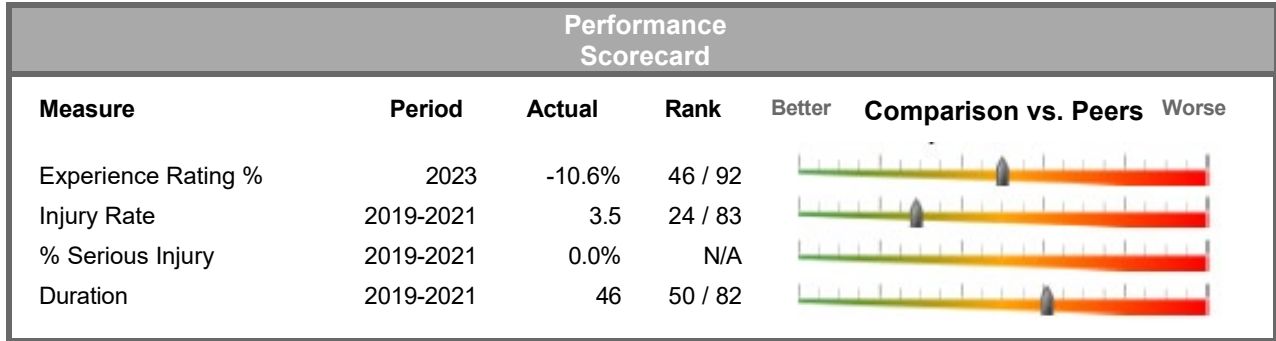 Performance
Scorecard
Measure Period Actual Rank Better Comparison vs. Peers Worse
Experience Rating % 2023 -10.6% 46 / 92
Injury Rate 2019-2021 3.5 24 / 83
% Serious Injury 2019-2021 0.0% N/A
Duration 2019-2021 46 50 / 82